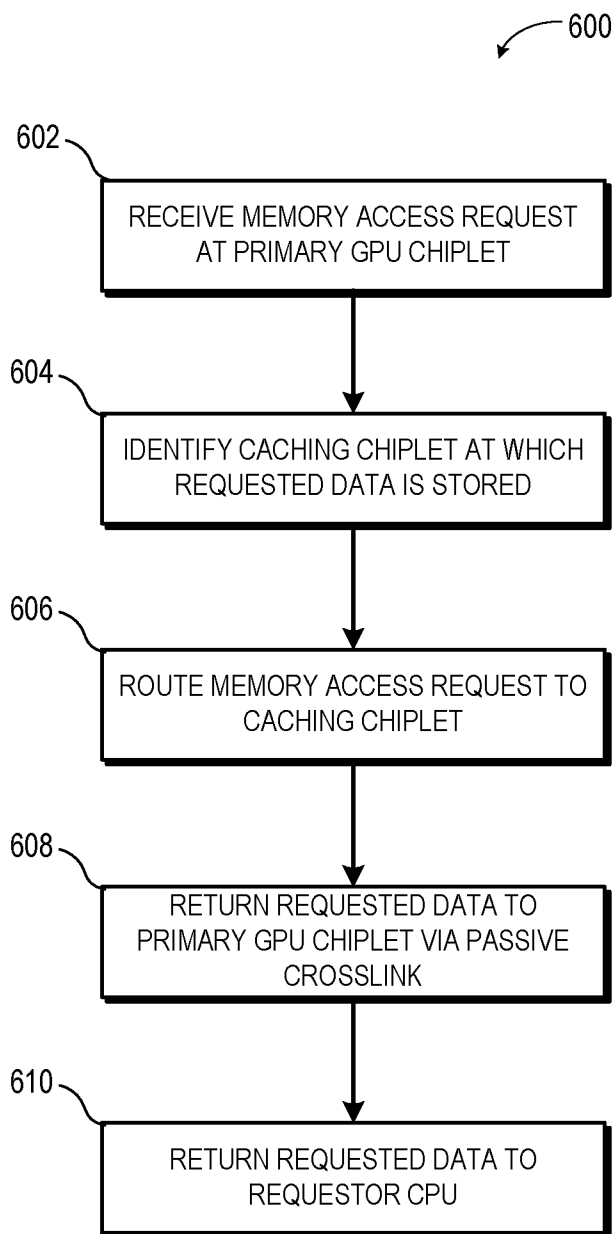 600
602
RECEIVE MEMORY ACCESS REQUEST
AT PRIMARY GPU CHIPLET
604
IDENTIFY CACHING CHIPLET AT WHICH
REQUESTED DATA IS STORED
606
ROUTE MEMORY ACCESS REQUEST TO
CACHING CHIPLET
608
RETURN REQUESTED DATA TO
PRIMARY GPU CHIPLET VIA PASSIVE
CROSSLINK
610
RETURN REQUESTED DATA TO
REQUESTOR CPU